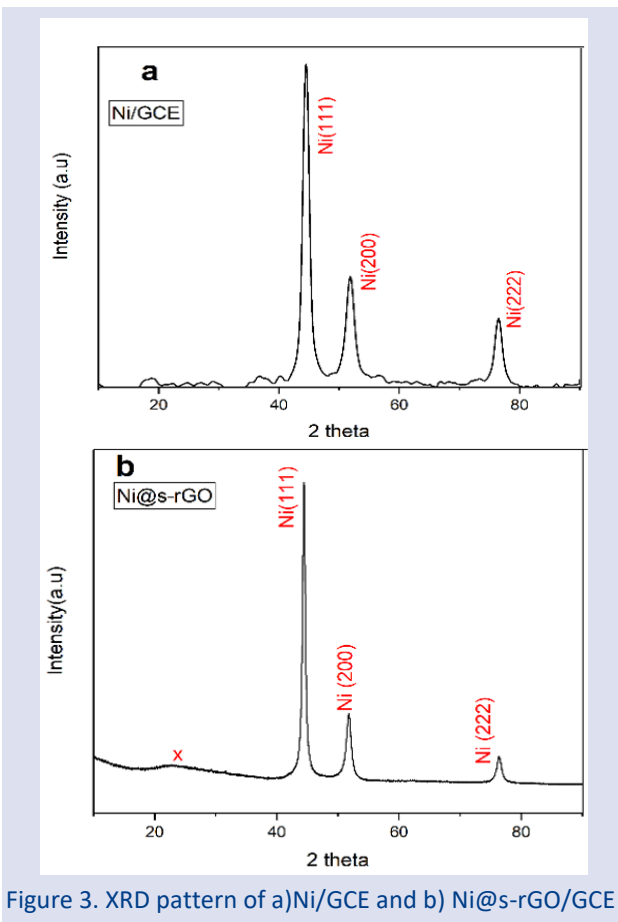 a
Ni/GCE
Ni(111)
Ni(200)
Ni(222)
Intensity (a.u)
20
40
60
80
2 theta
b
Ni@s-rGO
Ni(111)
Ni (200)
Ni (222)
x
Intensity(a.u)
20
40
60
80
2 theta
Figure 3. XRD pattern of a)Ni/GCE and b) Ni@s-rGO/GCE